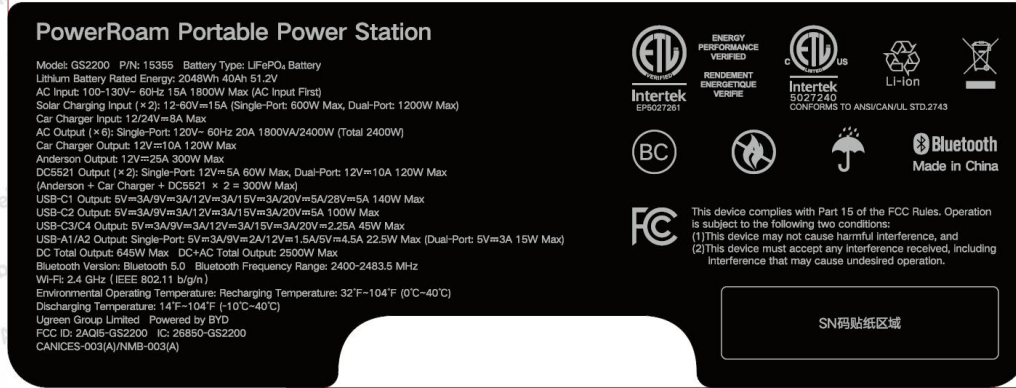 PowerRoam Portable Power Station
Model: GS2200 P/N: 15355 Battery Type: LiFePO₄ Battery
Lithium Battery Rated Energy: 2048Wh 40Ah 51.2V
AC Input: 100-130V~ 60Hz 15A 1800W Max (AC Input First)
Solar Charging Input (×2): 12-60V⎓15A (Single-Port: 600W Max, Dual-Port: 1200W Max)
Car Charger Input: 12/24V⎓8A Max
AC Output (×6): Single-Port: 120V~ 60Hz 20A 1800VA/2400W (Total 2400W)
Car Charger Output: 12V⎓10A 120W Max
Anderson Output: 12V⎓25A 300W Max
DC5521 Output (×2): Single-Port: 12V⎓5A 60W Max, Dual-Port: 12V⎓10A 120W Max
(Anderson + Car Charger + DC5521 × 2 = 300W Max)
USB-C1 Output: 5V⎓3A/9V⎓3A/12V⎓3A/15V⎓3A/20V⎓5A/28V⎓5A 140W Max
USB-C2 Output: 5V⎓3A/9V⎓3A/12V⎓3A/15V⎓3A/20V⎓5A 100W Max
USB-C3/C4 Output: 5V⎓3A/9V⎓3A/12V⎓3A/15V⎓3A/20V⎓2.25A 45W Max
USB-A1/A2 Output: Single-Port: 5V⎓3A/9V⎓2A/12V⎓1.5A/5V⎓4.5A 22.5W Max (Dual-Port: 5V⎓3A 15W Max)
DC Total Output: 645W Max DC+AC Total Output: 2500W Max
Bluetooth Version: Bluetooth 5.0 Bluetooth Frequency Range: 2400-2483.5 MHz
Wi-Fi: 2.4 GHz (IEEE 802.11 b/g/n)
Environmental Operating Temperature: Recharging Temperature: 32°F~104°F (0°C~40°C)
Discharging Temperature: 14°F~104°F (-10°C~40°C)
Ugreen Group Limited Powered by BYD
FCC ID: 2AQI5-GS2200 IC: 26850-GS2200
CANICES-003(A)/NMB-003(A)
ETL
VERIFIED
Intertek
EP5027261
ENERGY
PERFORMANCE
VERIFIED
RENDEMENT
ENERGETIQUE
VERIFIE
C ETL US
LISTED
Intertek
5027240
CONFORMS TO ANSI/CAN/UL STD.2743
Li-ion
BC
Bluetooth
Made in China
FC
This device complies with Part 15 of the FCC Rules. Operation
is subject to the following two conditions:
(1)This device may not cause harmful interference, and
(2)This device must accept any interference received, including
interference that may cause undesired operation.
SN码贴纸区域